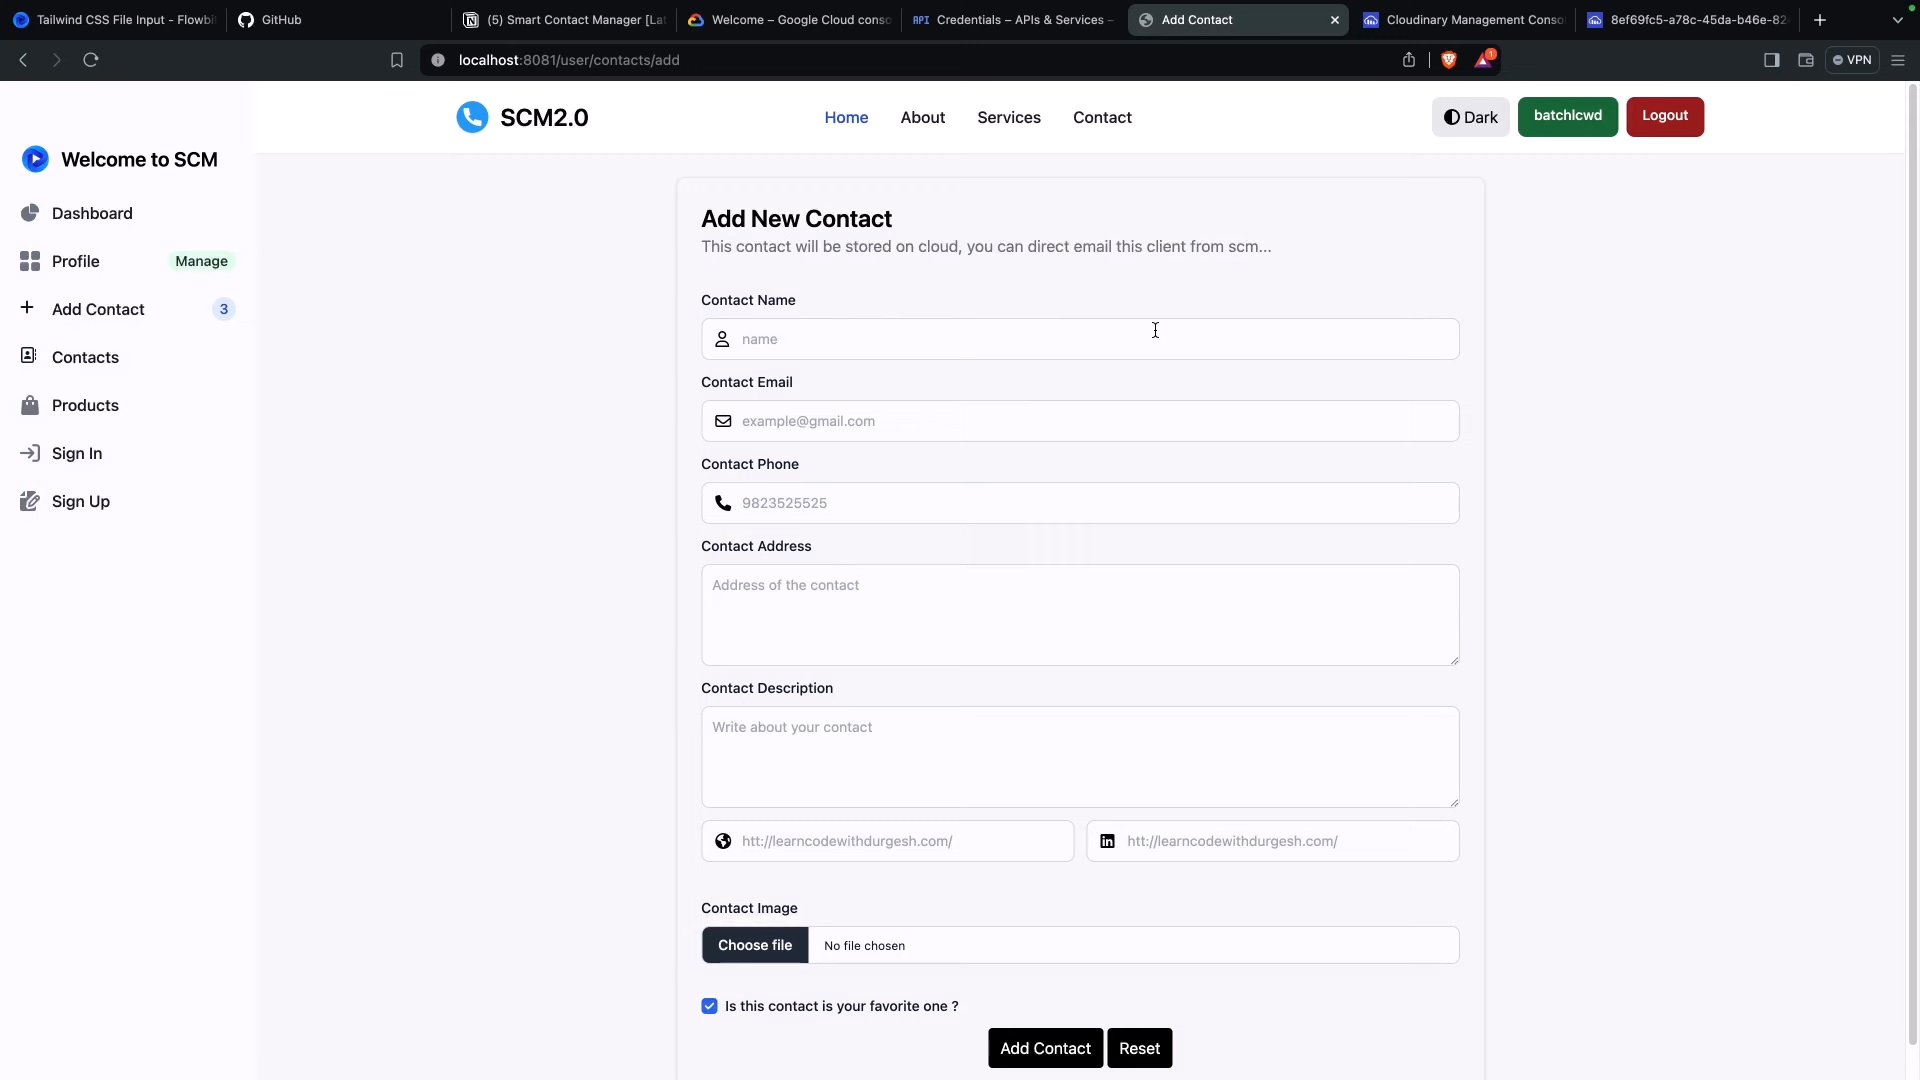 Tailwind CSS File Input - Flowbi
GitHub
(5) Smart Contact Manager [La
Welcome – Google Cloud conso
API Credentials – APIs & Services –
Add Contact
Cloudinary Management Conso
8ef69fc5-a78c-45da-b46e-82
localhost:8081/user/contacts/add
1
VPN
SCM2.0
Home
About
Services
Contact
Dark
batchlcwd
Logout
Welcome to SCM
Dashboard
Profile
Manage
Add Contact
3
Contacts
Products
Sign In
Sign Up
Add New Contact
This contact will be stored on cloud, you can direct email this client from scm...
Contact Name
name
Contact Email
example@gmail.com
Contact Phone
9823525525
Contact Address
Address of the contact
Contact Description
Write about your contact
htt://learncodewithdurgesh.com/
htt://learncodewithdurgesh.com/
Contact Image
Choose file
No file chosen
Is this contact is your favorite one ?
Add Contact
Reset